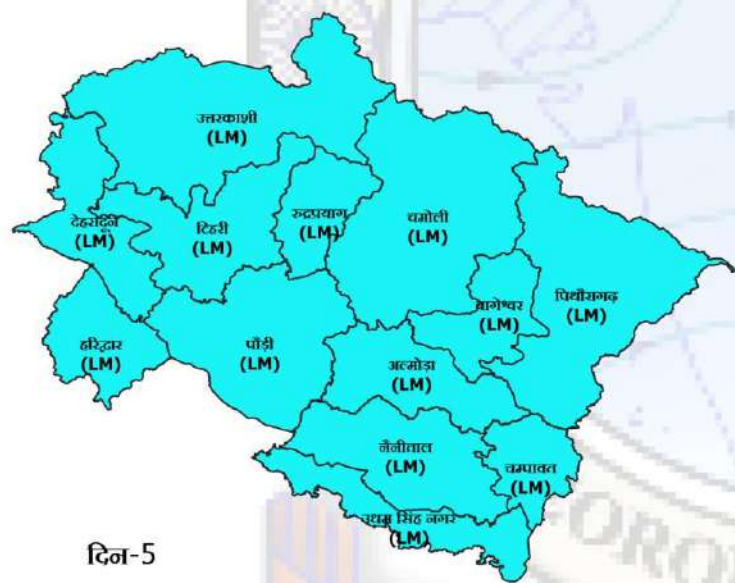 उत्तरकाशी
(LM)
देहरादून
(LM)
टिहरी
(LM)
रुद्रप्रयाग
(LM)
चमोली
(LM)
बागेश्वर
(LM)
पिथौरागढ़
(LM)
हरिद्वार
(LM)
पौड़ी
(LM)
अल्मोड़ा
(LM)
नैनीताल
(LM)
चम्पावत
(LM)
उधम सिंह नगर
(LM)
दिन-5